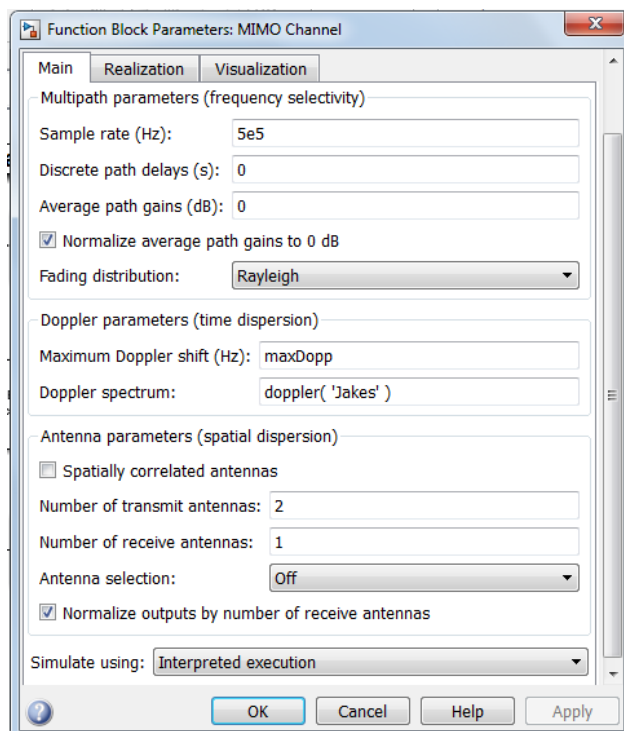 Function Block Parameters: MIMO Channel
Main Realization Visualization
Multipath parameters (frequency selectivity)
Sample rate (Hz): 5e5
Discrete path delays (s): 0
Average path gains (dB): 0
Normalize average path gains to 0 dB
Fading distribution: Rayleigh
Doppler parameters (time dispersion)
Maximum Doppler shift (Hz): maxDopp
Doppler spectrum: doppler( 'Jakes' )
Antenna parameters (spatial dispersion)
Spatially correlated antennas
Number of transmit antennas: 2
Number of receive antennas: 1
Antenna selection: Off
Normalize outputs by number of receive antennas
Simulate using: Interpreted execution
OK Cancel Help Apply